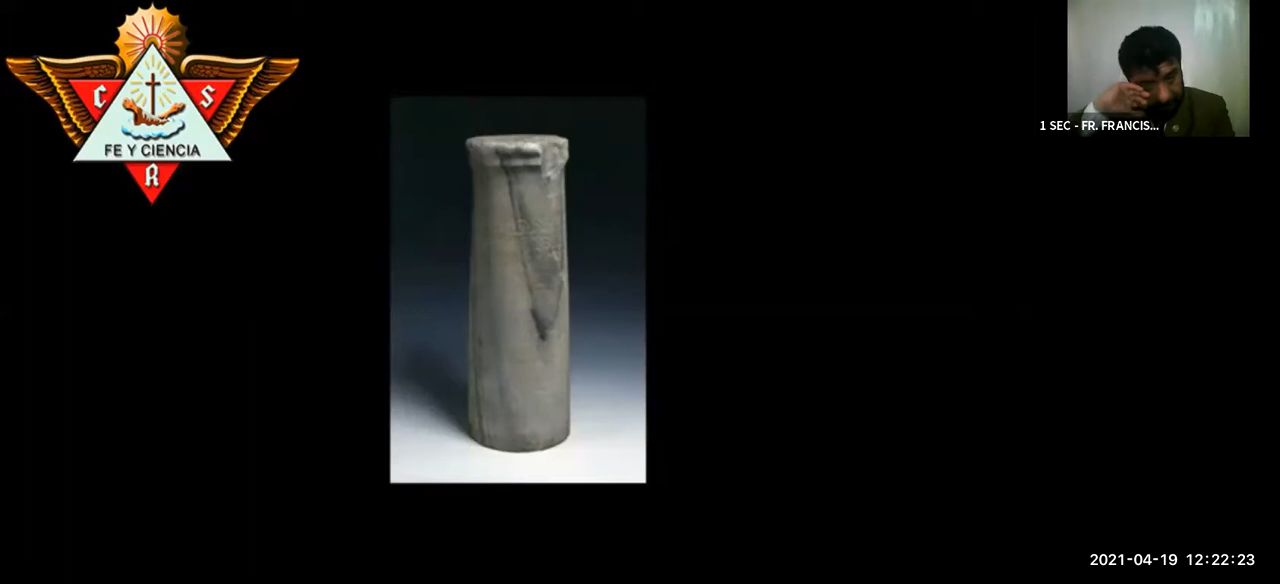 C S
FE Y CIENCIA
R
1 SEC - FR. FRANCIS...
2021-04-19 12:22:23